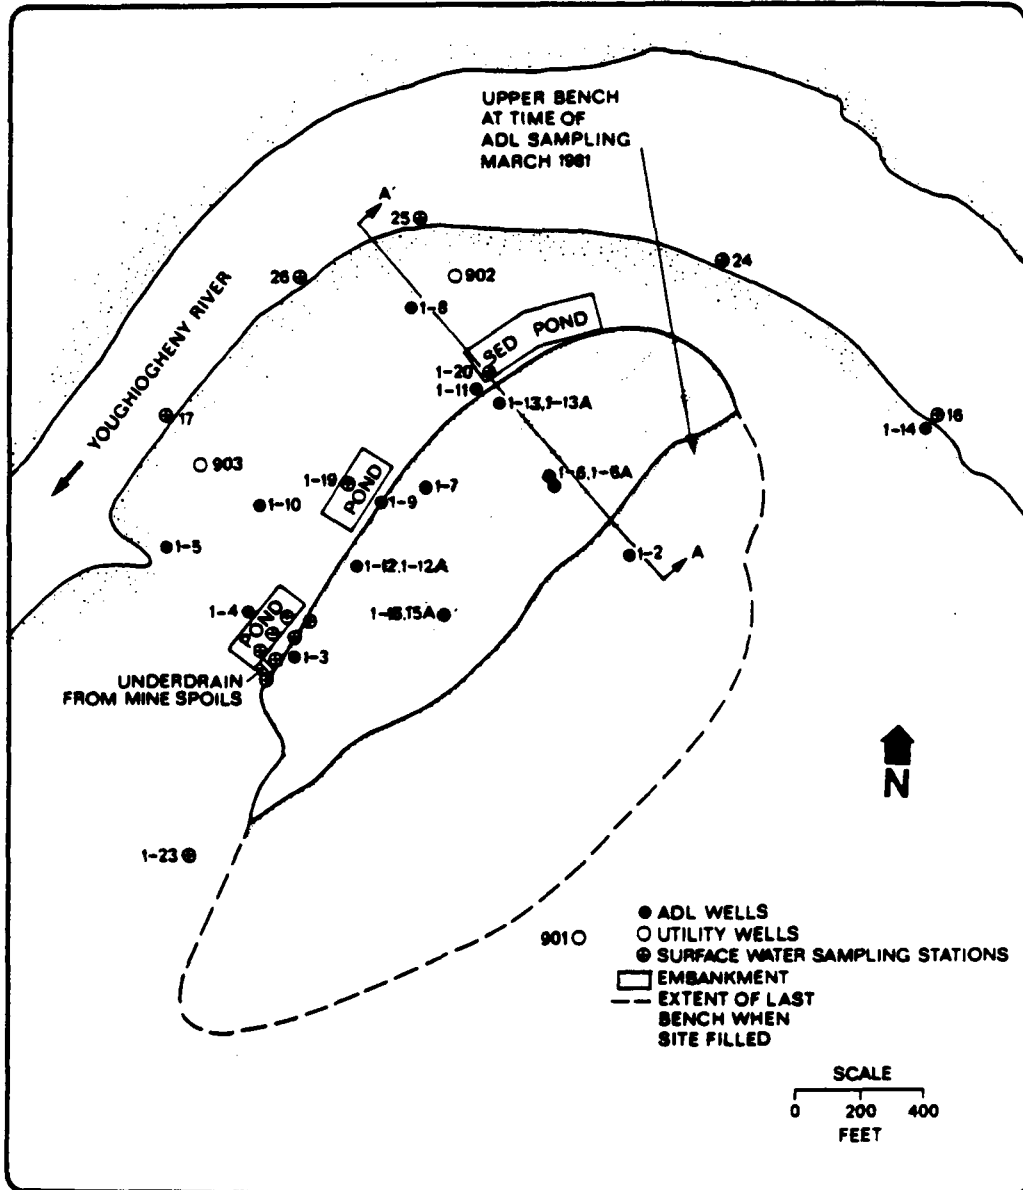 UPPER BENCH
AT TIME OF
ADL SAMPLING
MARCH 1981
A'
25
24
26
902
1-8
YOUGHIOGHENY RIVER
SED POND
1-20
1-11
1-13,1-13A
17
16
1-14
903
1-19
POND
1-6,1-6A
1-7
1-9
1-10
1-5
1-2
A
1-12,1-12A
1-4
POND
1-15,15A
1-3
UNDERDRAIN
FROM MINE SPOILS
N
1-23
901
ADL WELLS
UTILITY WELLS
SURFACE WATER SAMPLING STATIONS
EMBANKMENT
EXTENT OF LAST
BENCH WHEN
SITE FILLED
SCALE
0 200 400
FEET